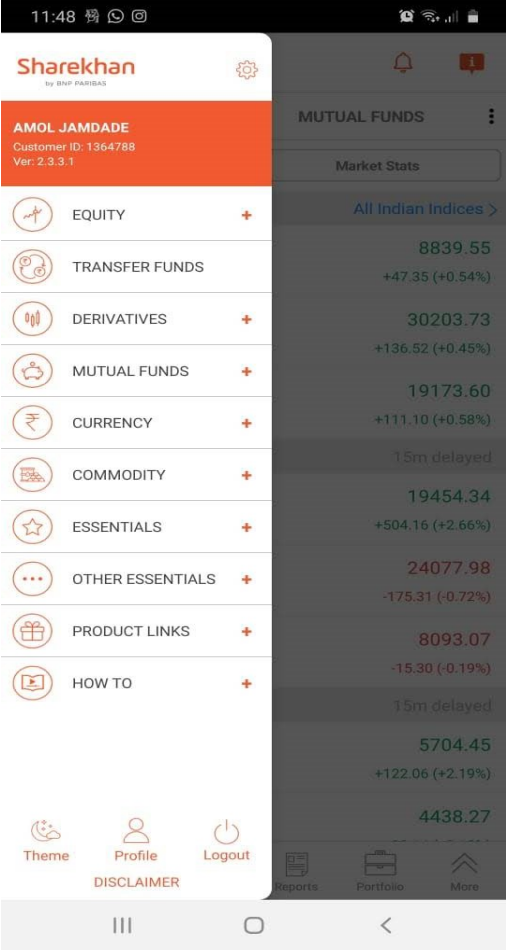 11:48
Sharekhan
by BNP PARIBAS
AMOL JAMDADE
Customer ID: 1364788
Ver: 2.3.3.1
MUTUAL FUNDS
Market Stats
EQUITY +
All Indian Indices >
TRANSFER FUNDS
8839.55
+47.35 (+0.54%)
DERIVATIVES +
30203.73
+136.52 (+0.45%)
MUTUAL FUNDS +
19173.60
+111.10 (+0.58%)
CURRENCY +
15m delayed
COMMODITY +
19454.34
+504.16 (+2.66%)
ESSENTIALS +
24077.98
-175.31 (-0.72%)
OTHER ESSENTIALS +
PRODUCT LINKS +
8093.07
-15.30 (-0.19%)
HOW TO +
15m delayed
5704.45
+122.06 (+2.19%)
4438.27
Theme Profile Logout
DISCLAIMER
Reports Portfolio More